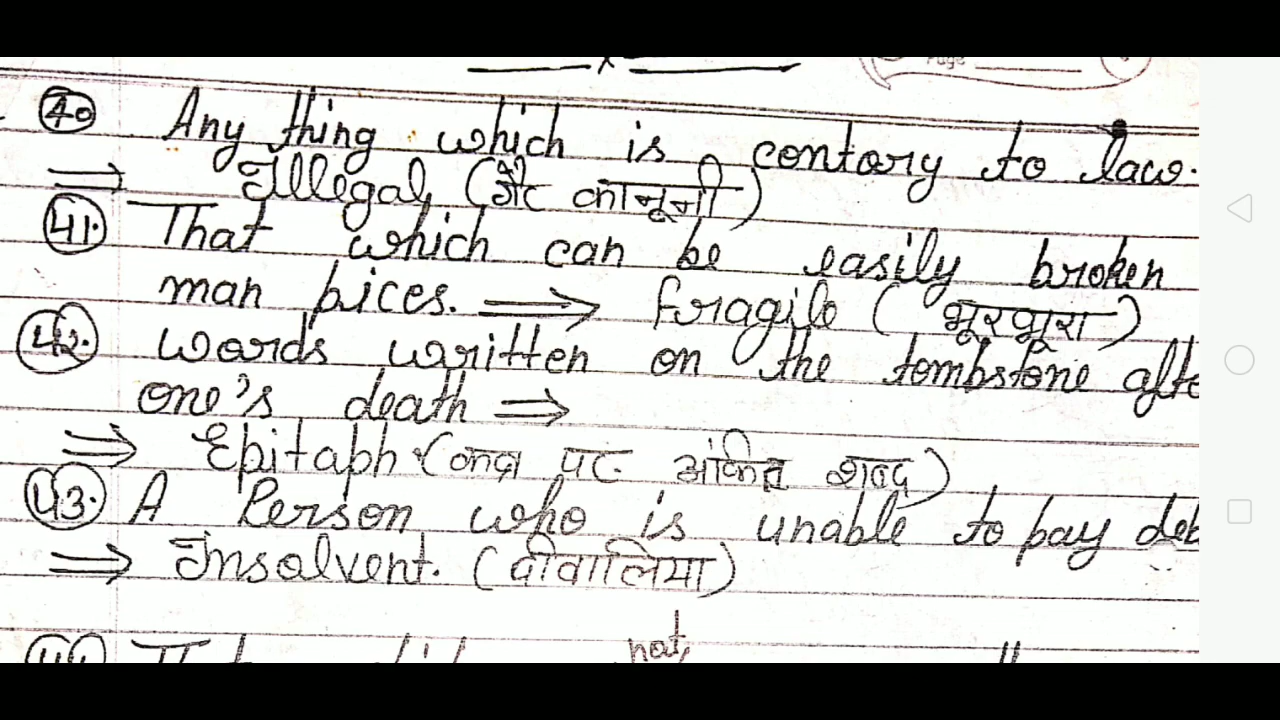 Page
40 Any thing which is contory to law.
⇒ Illegal (गैर कानूनी)
41. That which can be easily broken
man pices. ⇒ Fragile (भूरभूरा)
42. words written on the tombstone afte
one's death ⇒
⇒ Epitaph (कब्र पर अंकित शब्द)
43. A Person who is unable to pay deb
⇒ Insolvent. (दीवालिया)
not